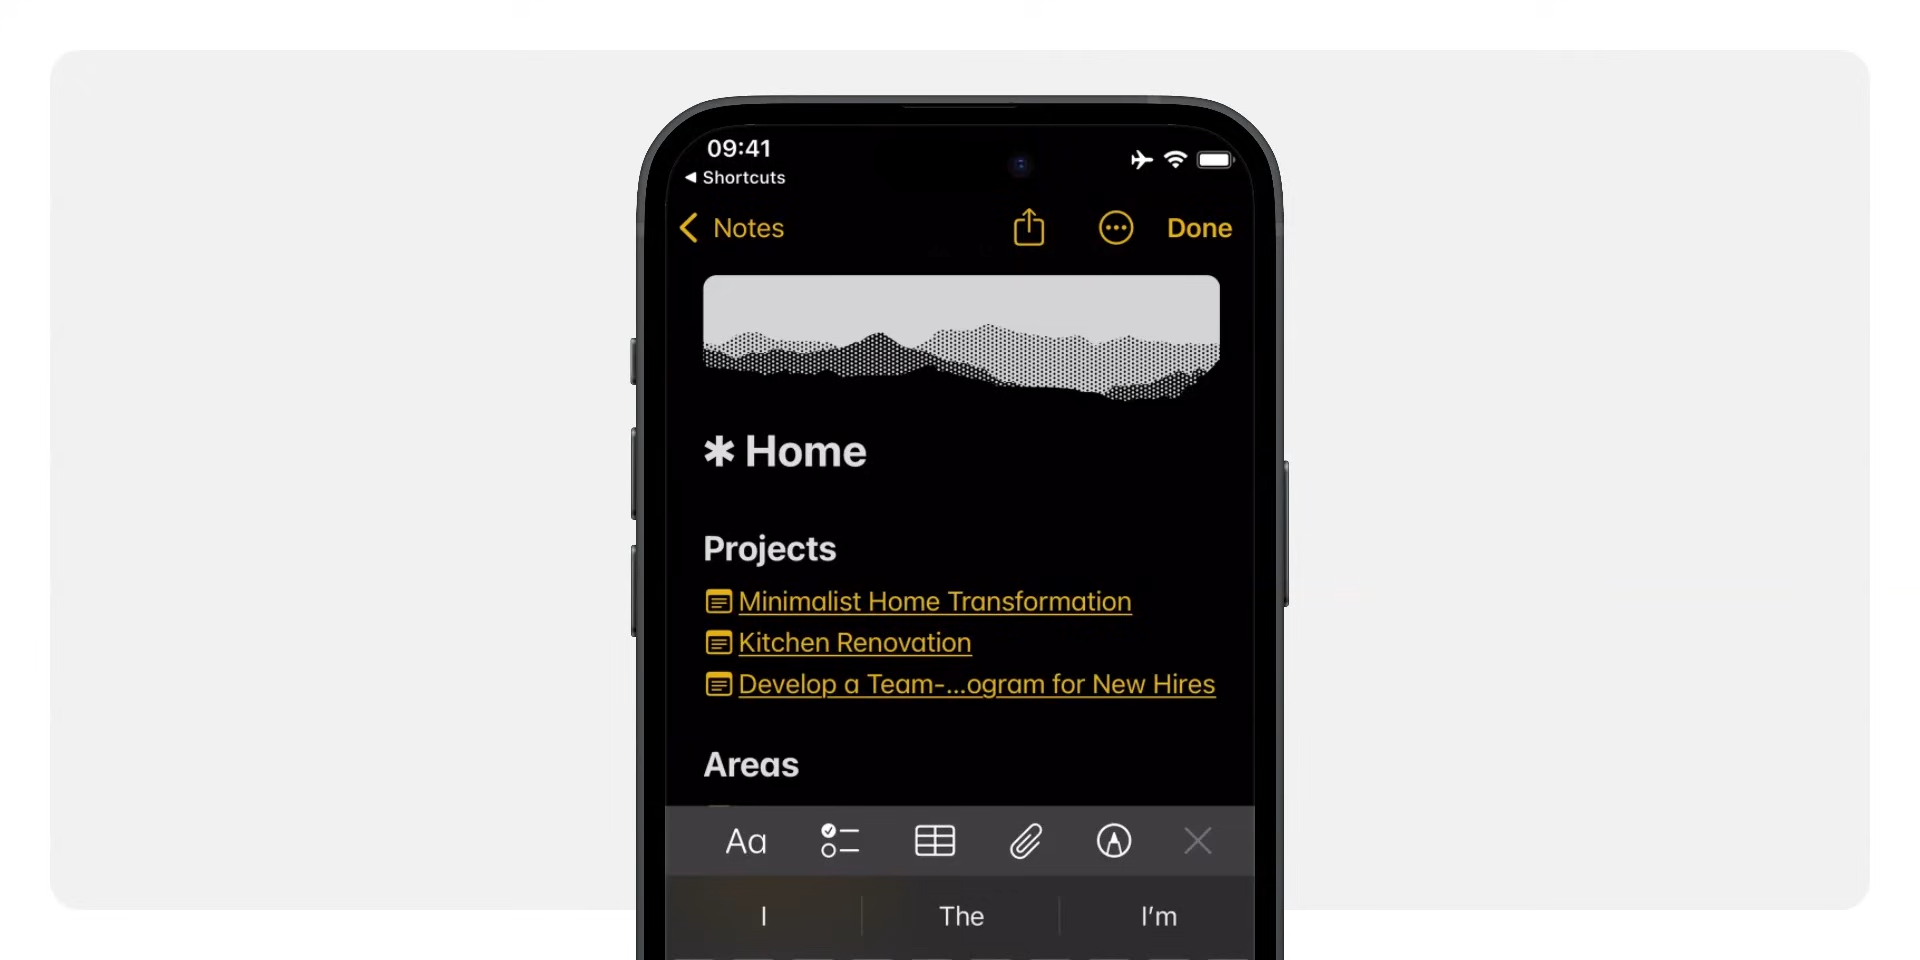 09:41
◀ Shortcuts
Notes
Done
✱ Home
Projects
Minimalist Home Transformation
Kitchen Renovation
Develop a Team-...ogram for New Hires
Areas
Aa
I
The
I'm